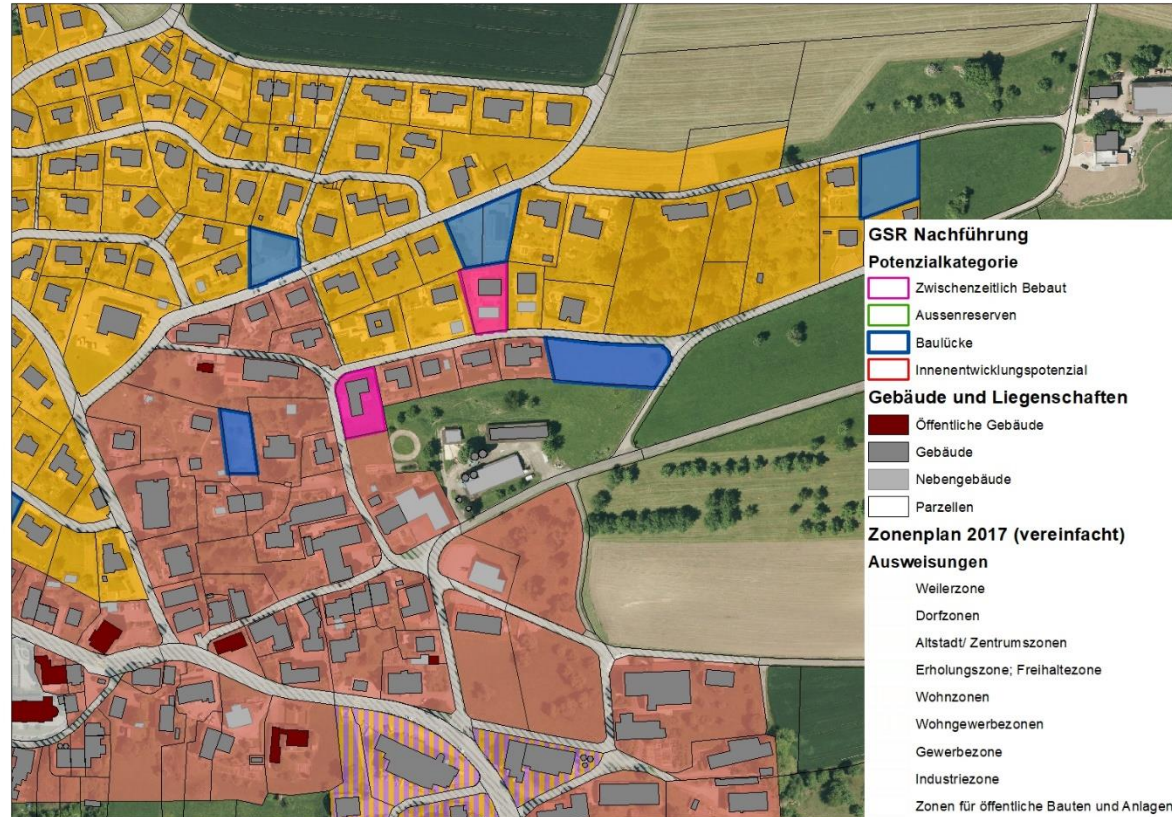 GSR Nachführung
Potenzialkategorie
Zwischenzeitlich Bebaut
Aussenreserven
Baulücke
Innenentwicklungspotenzial
Gebäude und Liegenschaften
Öffentliche Gebäude
Gebäude
Nebengebäude
Parzellen
Zonenplan 2017 (vereinfacht)
Ausweisungen
Weilerzone
Dorfzonen
Altstadt/ Zentrumszonen
Erholungszone; Freihaltezone
Wohnzonen
Wohngewerbezonen
Gewerbezone
Industriezone
Zonen für öffentliche Bauten und Anlagen